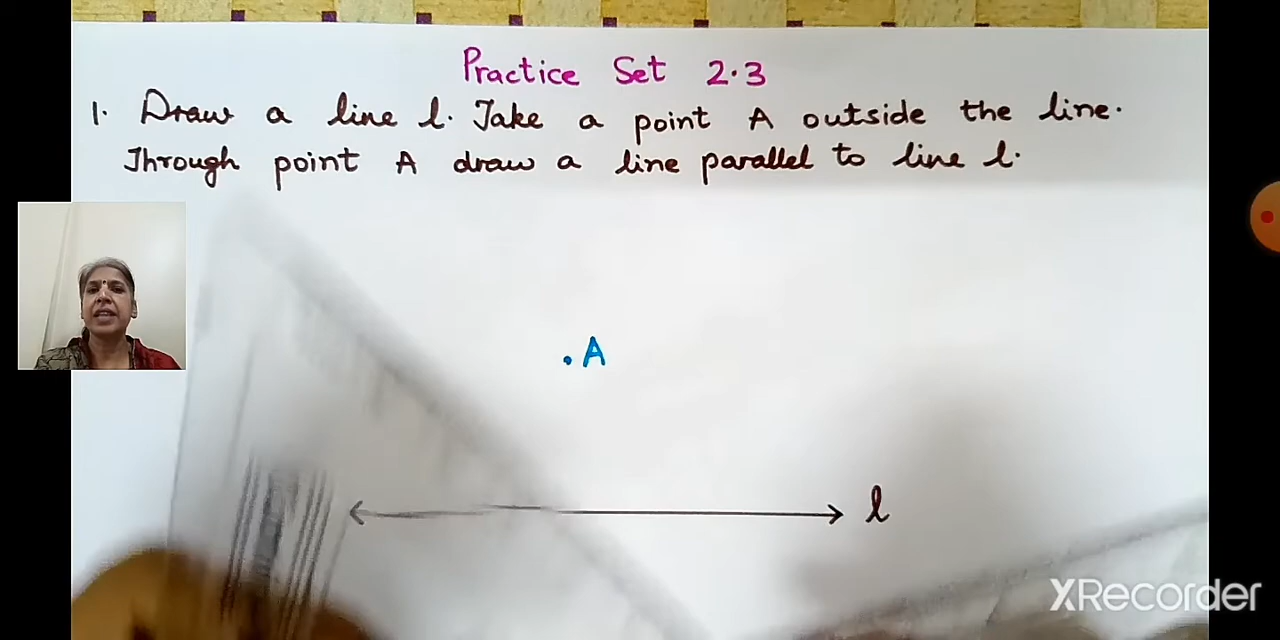 Practice Set 2.3
1. Draw a line l. Take a point A outside the line.
Through point A draw a line parallel to line l.
A
l
XRecorder